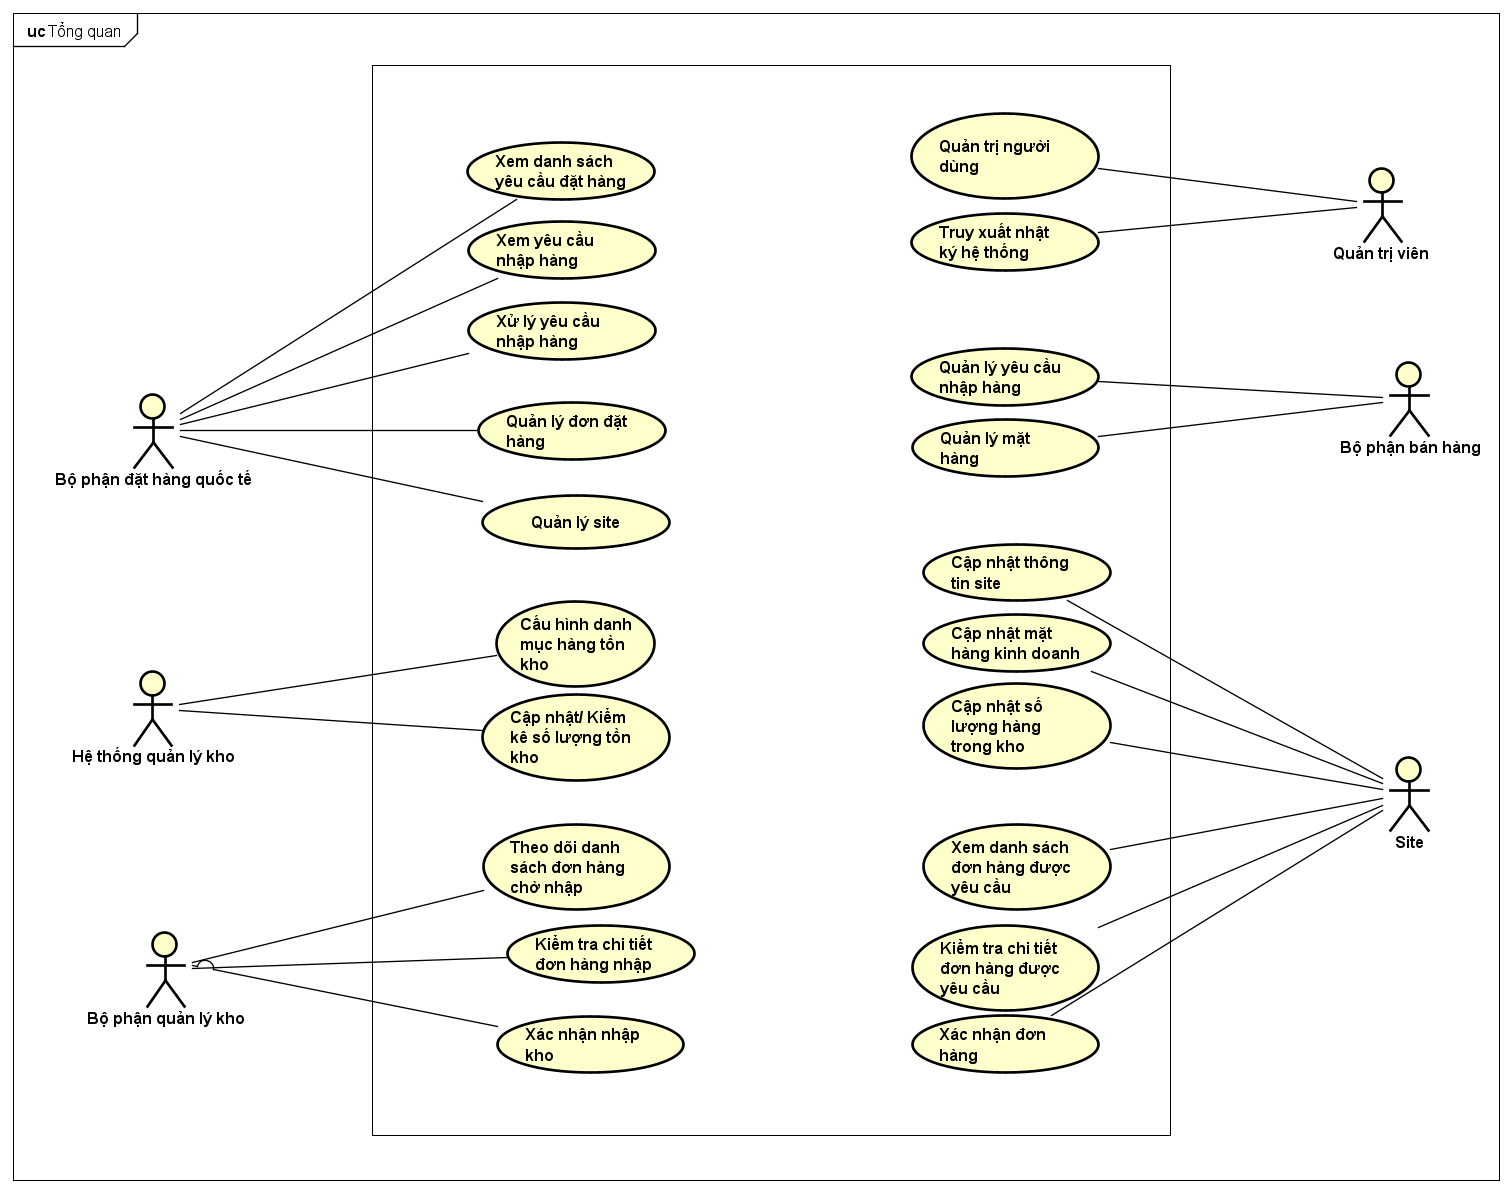 uc Tổng quan
Xem danh sách
yêu cầu đặt hàng
Xem yêu cầu
nhập hàng
Xử lý yêu cầu
nhập hàng
Quản lý đơn đặt
hàng
Quản lý site
Bộ phận đặt hàng quốc tế
Cấu hình danh
mục hàng tồn
kho
Cập nhật/ Kiểm
kê số lượng tồn
kho
Hệ thống quản lý kho
Theo dõi danh
sách đơn hàng
chờ nhập
Kiểm tra chi tiết
đơn hàng nhập
Xác nhận nhập
kho
Bộ phận quản lý kho
Quản trị người
dùng
Truy xuất nhật
ký hệ thống
Quản trị viên
Quản lý yêu cầu
nhập hàng
Quản lý mặt
hàng
Bộ phận bán hàng
Cập nhật thông
tin site
Cập nhật mặt
hàng kinh doanh
Cập nhật số
lượng hàng
trong kho
Xem danh sách
đơn hàng được
yêu cầu
Kiểm tra chi tiết
đơn hàng được
yêu cầu
Xác nhận đơn
hàng
Site